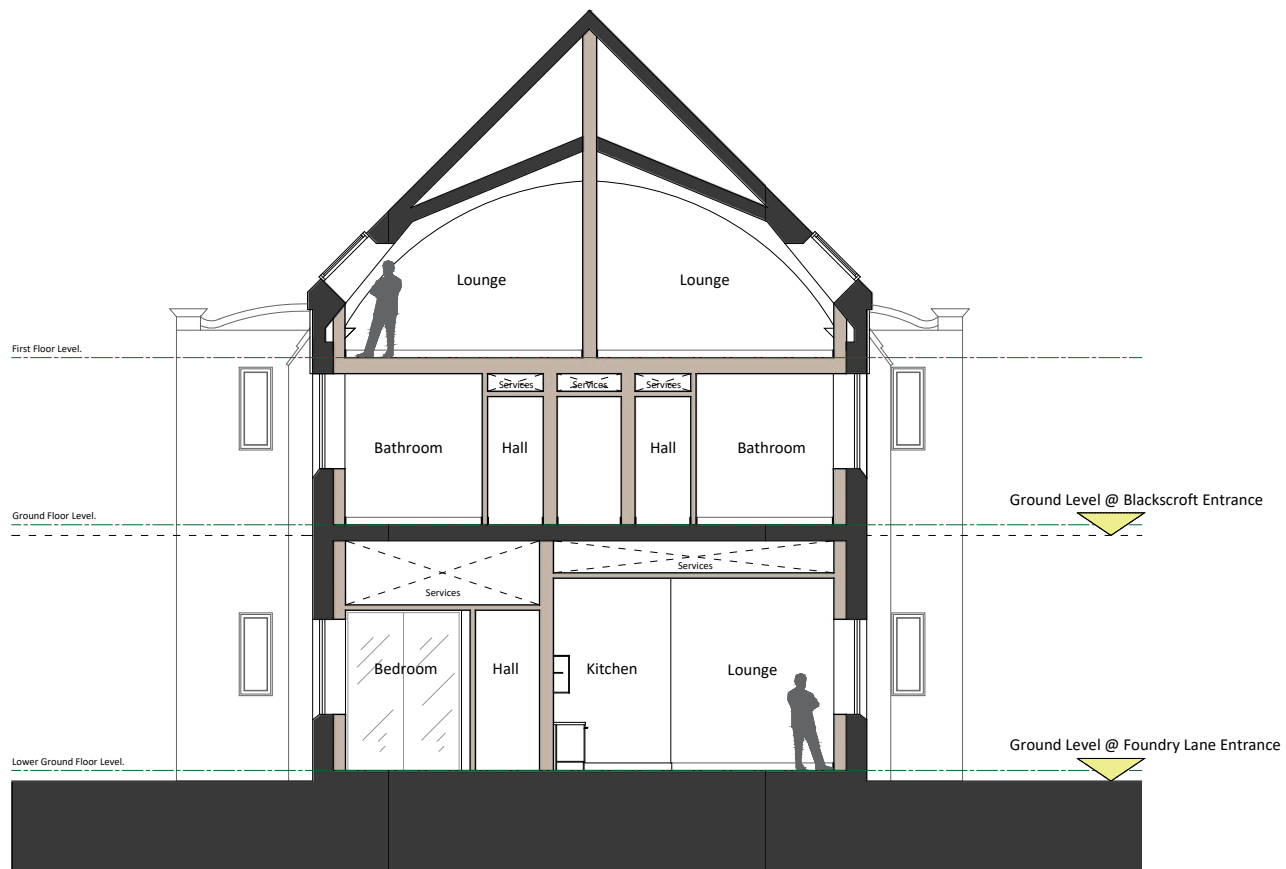 Lounge
Lounge
First Floor Level.
Services
Services
Services
Bathroom
Hall
Hall
Bathroom
Ground Level @ Blackscroft Entrance
Ground Floor Level.
Services
Services
Bedroom
Hall
Kitchen
Lounge
Ground Level @ Foundry Lane Entrance
Lower Ground Floor Level.